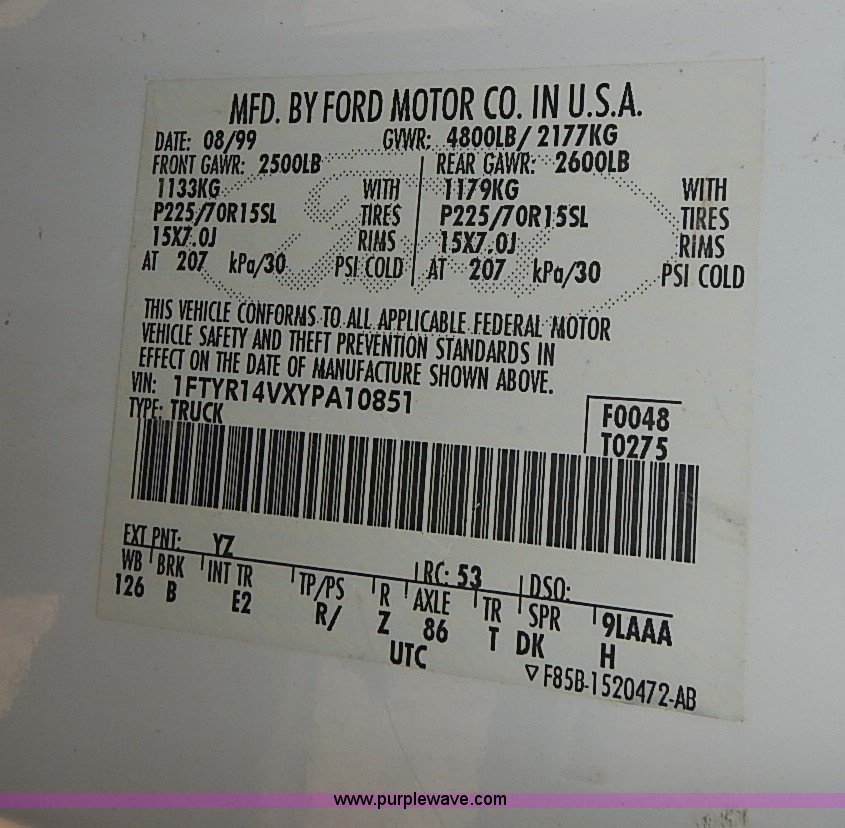 MFD. BY FORD MOTOR CO. IN U.S.A.
DATE: 08/99 GVWR: 4800LB/ 2177KG
FRONT GAWR: 2500LB REAR GAWR: 2600LB
1133KG WITH 1179KG WITH
P225/70R15SL TIRES P225/70R15SL TIRES
15X7.0J RIMS 15X7.0J RIMS
AT 207 kPa/30 PSI COLD AT 207 kPa/30 PSI COLD
THIS VEHICLE CONFORMS TO ALL APPLICABLE FEDERAL MOTOR
VEHICLE SAFETY AND THEFT PREVENTION STANDARDS IN
EFFECT ON THE DATE OF MANUFACTURE SHOWN ABOVE.
VIN: 1FTYR14VXYPA10851
TYPE: TRUCK
F0048
T0275
EXT PNT: YZ RC: 53 DSO:
WB BRK INT TR TP/PS R AXLE TR SPR 9LAAA
126 B E2 R/ Z 86 T DK H
UTC
▽ F85B-1520472-AB
www.purplewave.com